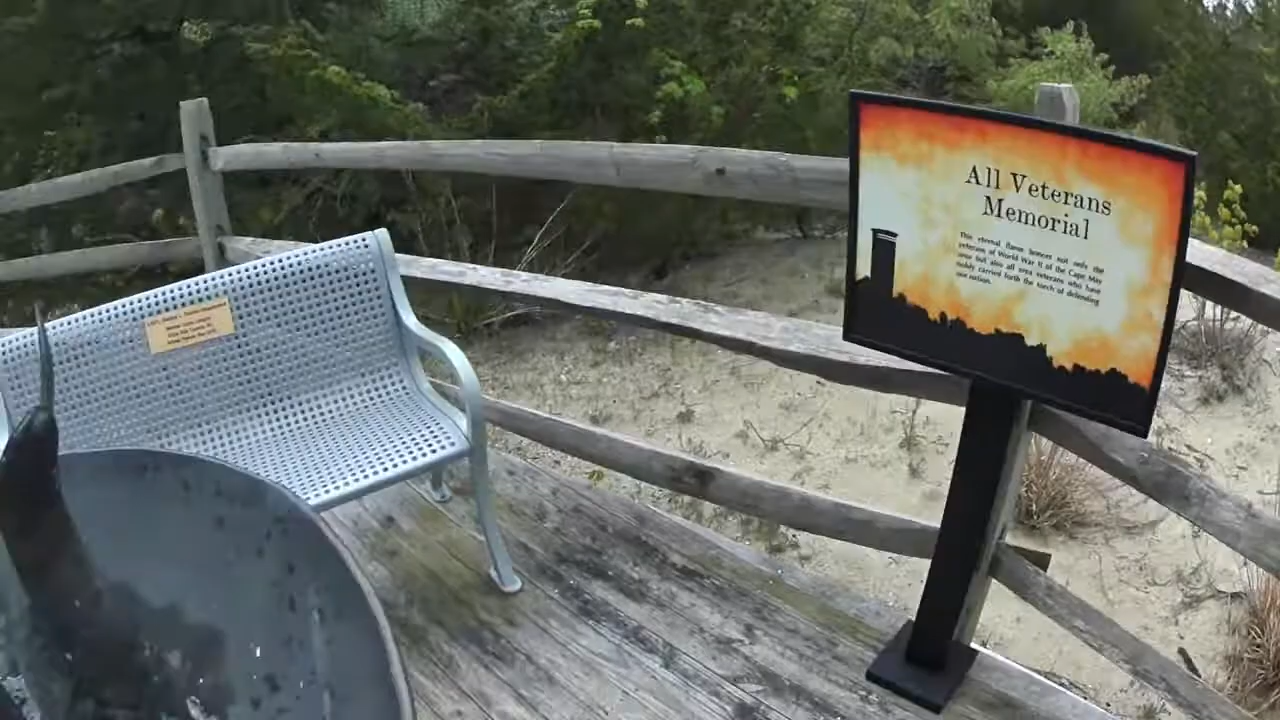 All Veterans
Memorial
This eternal flame honors not only the
veterans of World War II of the Cape May
area but also all area veterans who have
nobly carried forth the torch of defending
our nation.